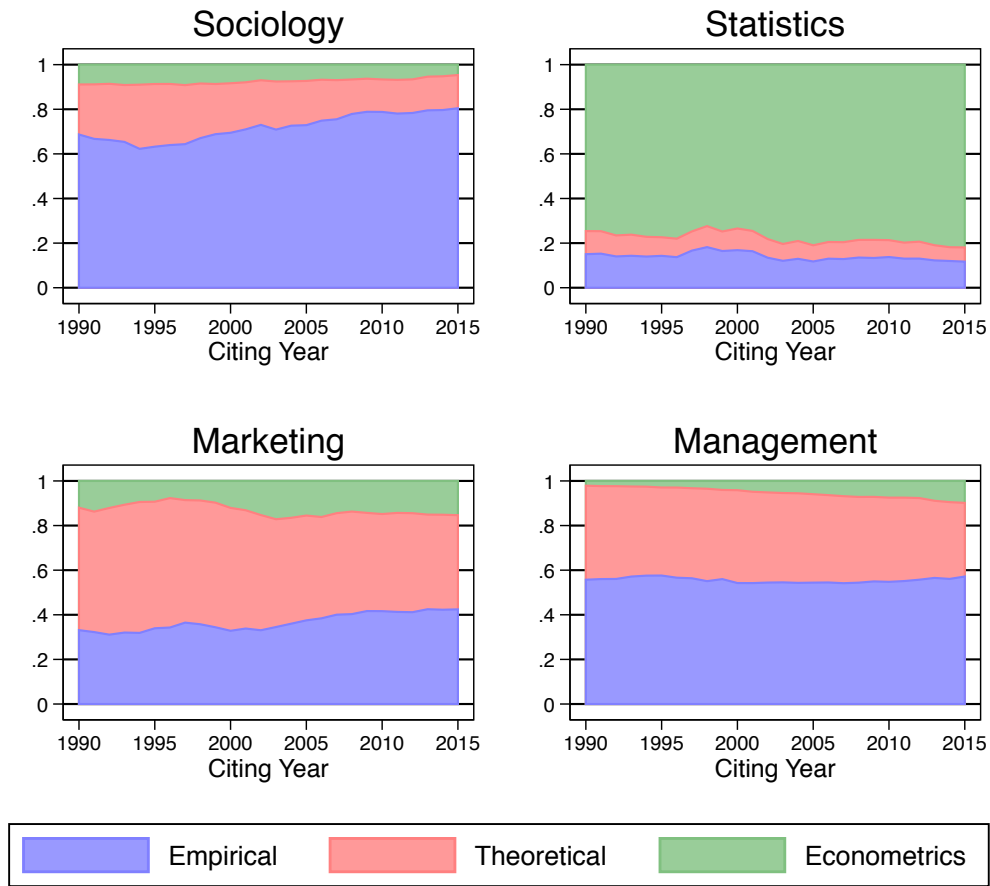 Sociology
1
.8
.6
.4
.2
0
1990 1995 2000 2005 2010 2015
Citing Year
Statistics
1
.8
.6
.4
.2
0
1990 1995 2000 2005 2010 2015
Citing Year
Marketing
1
.8
.6
.4
.2
0
1990 1995 2000 2005 2010 2015
Citing Year
Management
1
.8
.6
.4
.2
0
1990 1995 2000 2005 2010 2015
Citing Year
Empirical Theoretical Econometrics